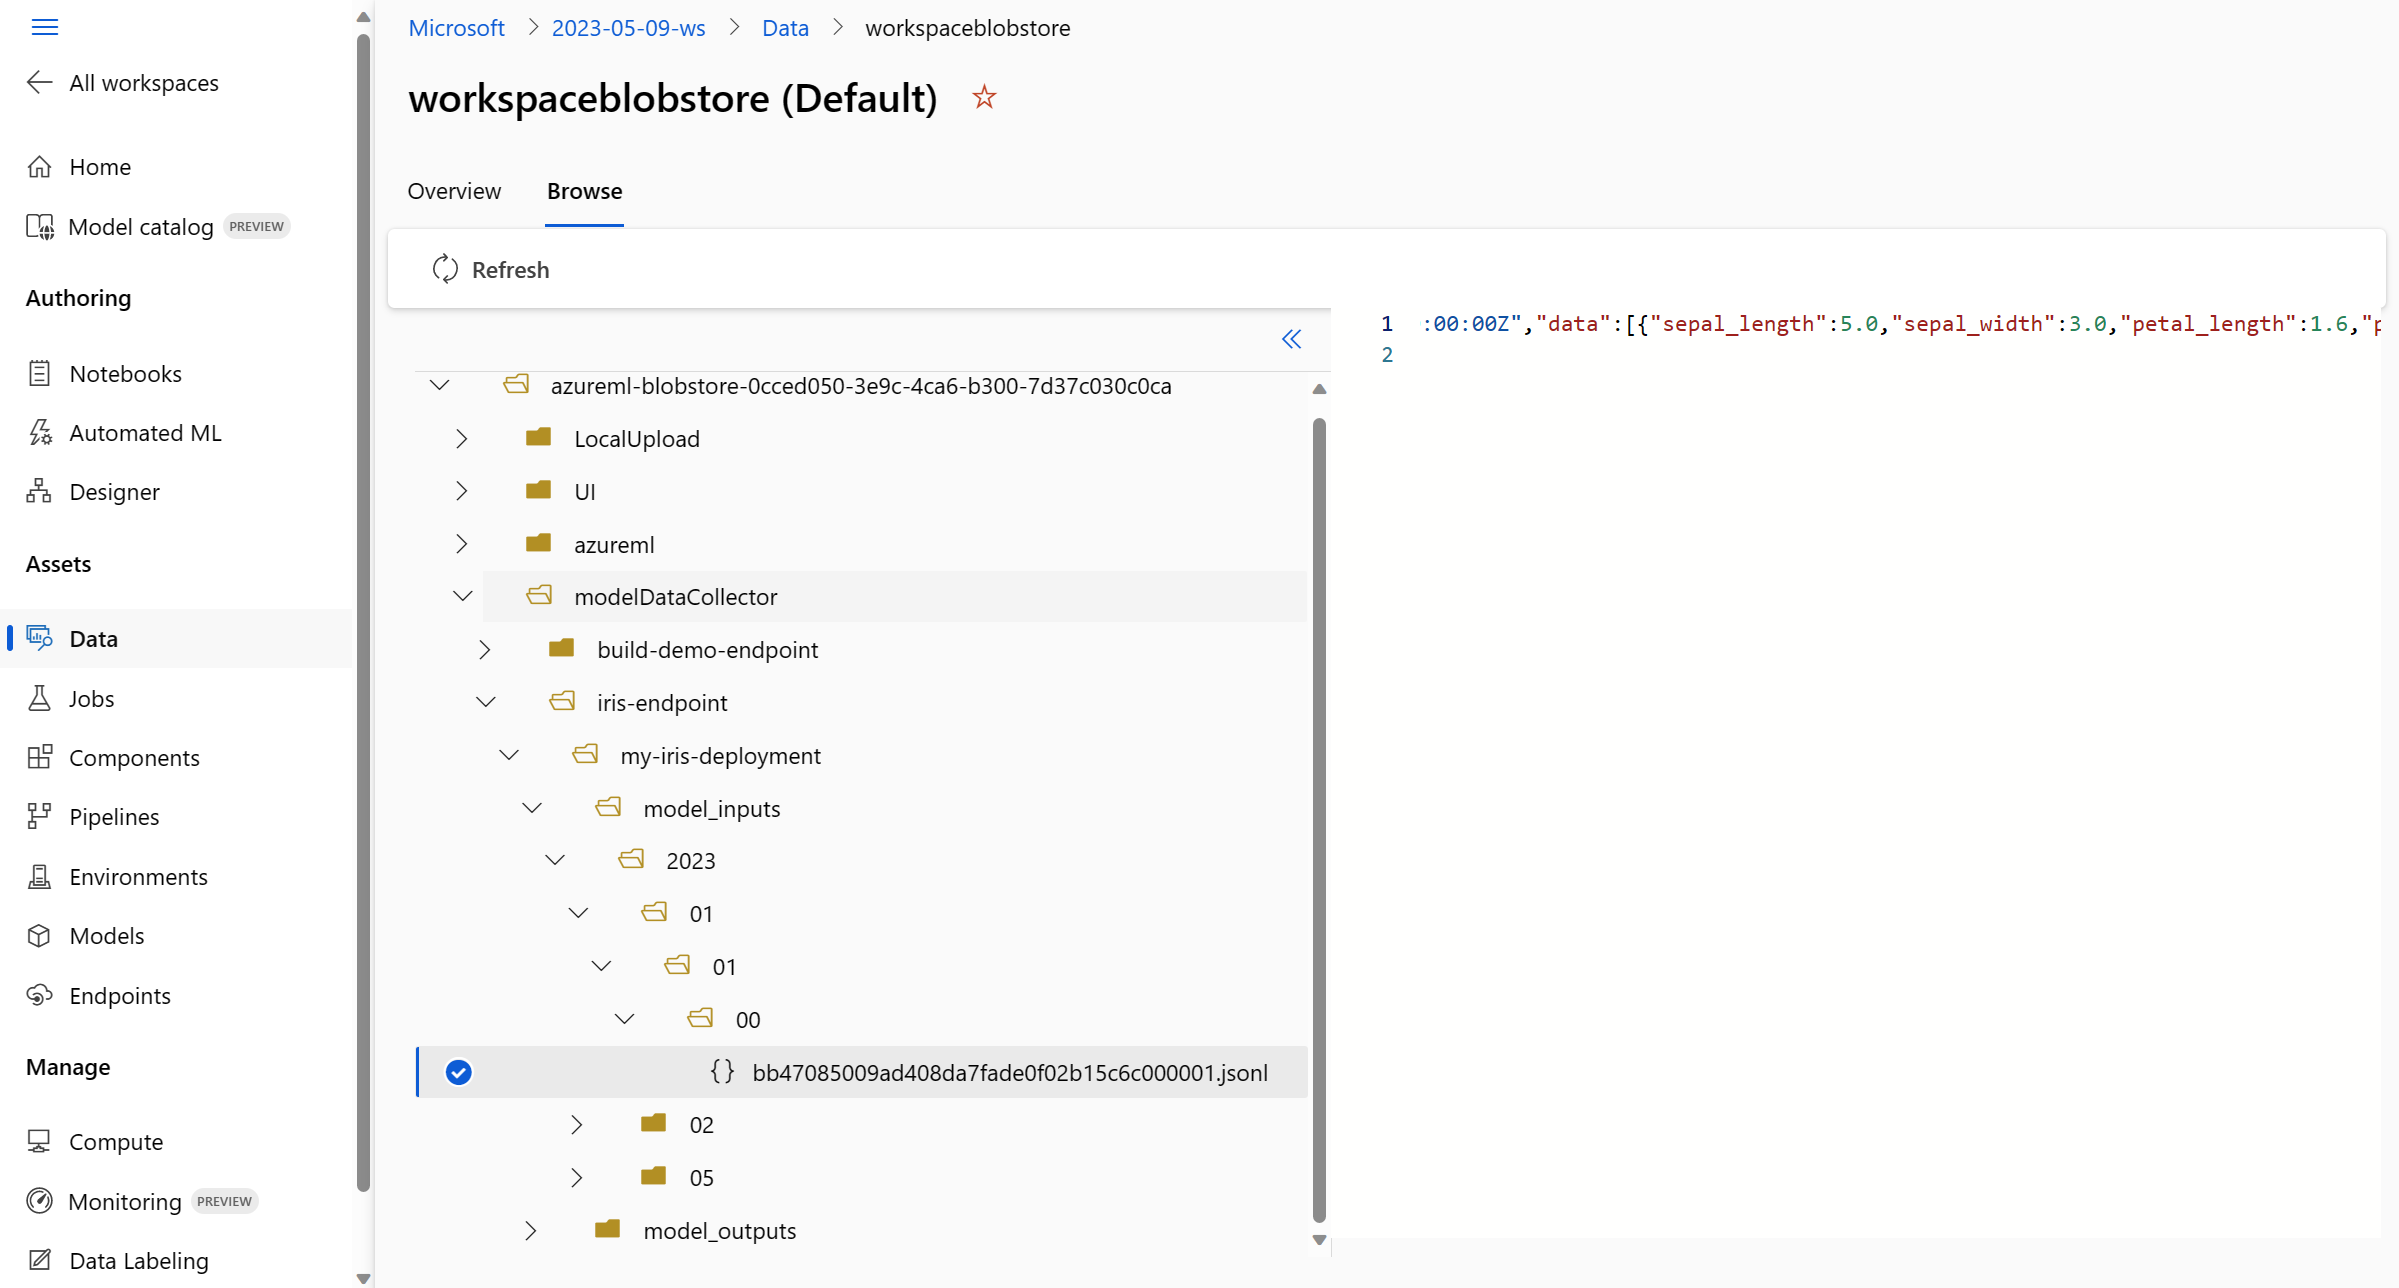 Microsoft > 2023-05-09-ws > Data > workspaceblobstore
All workspaces
workspaceblobstore (Default)
Home
Model catalog PREVIEW
Authoring
Notebooks
Automated ML
Designer
Assets
Data
Jobs
Components
Pipelines
Environments
Models
Endpoints
Manage
Compute
Monitoring PREVIEW
Data Labeling
Overview Browse
Refresh
azureml-blobstore-0cced050-3e9c-4ca6-b300-7d37c030c0ca
LocalUpload
UI
azureml
modelDataCollector
build-demo-endpoint
iris-endpoint
my-iris-deployment
model_inputs
2023
01
01
00
{} bb47085009ad408da7fade0f02b15c6c000001.jsonl
02
05
model_outputs
1 :00:00Z","data":[{"sepal_length":5.0,"sepal_width":3.0,"petal_length":1.6,"p
2